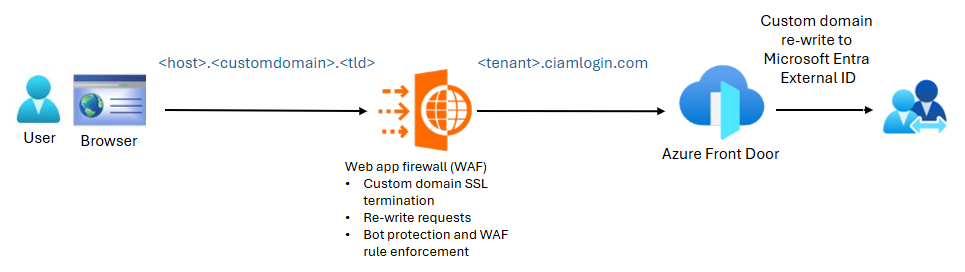 <host>.<customdomain>.<tld>
<tenant>.ciamlogin.com
Custom domain
re-write to
Microsoft Entra
External ID
User
Browser
Azure Front Door
Web app firewall (WAF)
• Custom domain SSL
termination
• Re-write requests
• Bot protection and WAF
rule enforcement